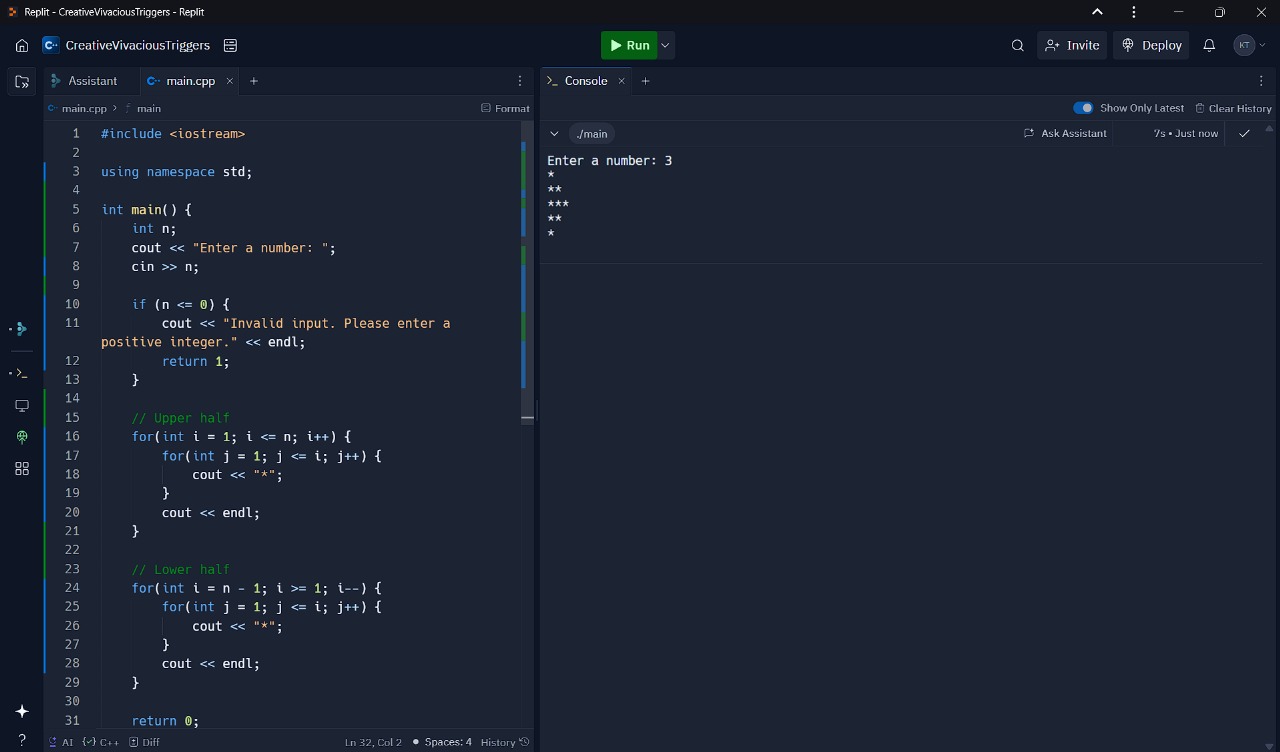 Replit - CreativeVivaciousTriggers - Replit
CreativeVivaciousTriggers
Run
Invite
Deploy
KT
Assistant
main.cpp
Console
main.cpp > f main
Format
Show Only Latest
Clear History
./main
Ask Assistant
7s • Just now
1 #include <iostream>
2
3 using namespace std;
4
5 int main() {
6     int n;
7     cout << "Enter a number: ";
8     cin >> n;
9
10     if (n <= 0) {
11         cout << "Invalid input. Please enter a
positive integer." << endl;
12         return 1;
13     }
14
15     // Upper half
16     for(int i = 1; i <= n; i++) {
17         for(int j = 1; j <= i; j++) {
18             cout << "*";
19         }
20         cout << endl;
21     }
22
23     // Lower half
24     for(int i = n - 1; i >= 1; i--) {
25         for(int j = 1; j <= i; j++) {
26             cout << "*";
27         }
28         cout << endl;
29     }
30
31     return 0;
Enter a number: 3
*
**
***
**
*
AI
{} C++
Diff
Ln 32, Col 2
Spaces: 4
History
?